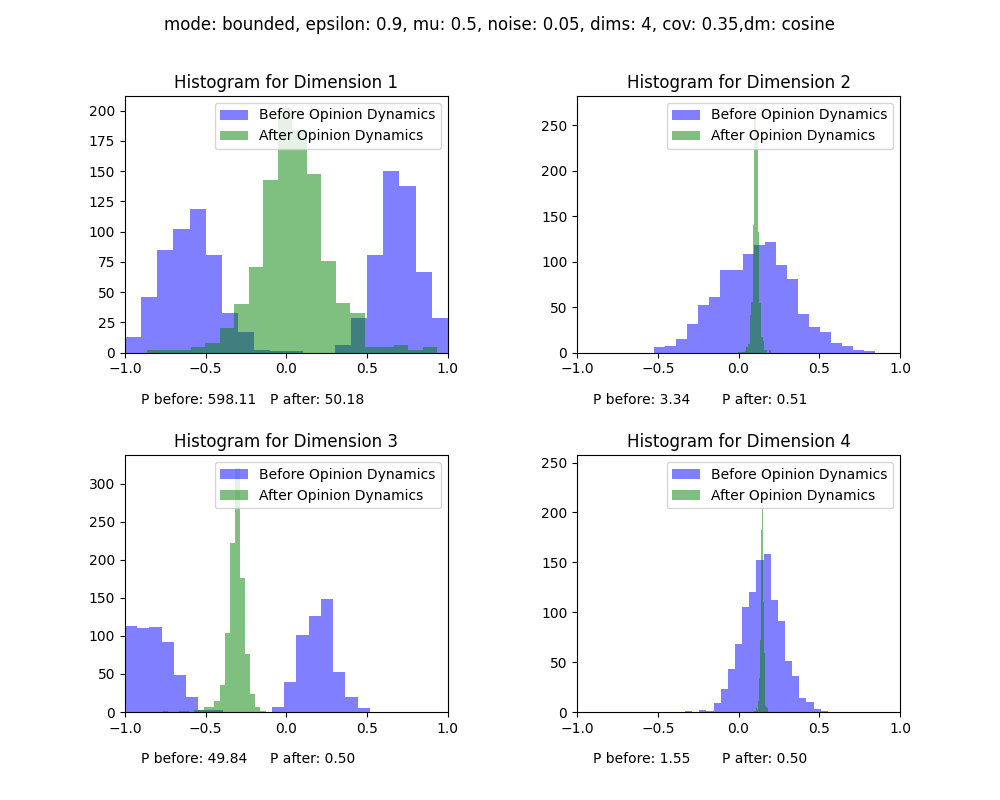 mode: bounded, epsilon: 0.9, mu: 0.5, noise: 0.05, dims: 4, cov: 0.35,dm: cosine
Histogram for Dimension 1
Before Opinion Dynamics
After Opinion Dynamics
200
175
150
125
100
75
50
25
0
−1.0 −0.5 0.0 0.5 1.0
P before: 598.11 P after: 50.18
Histogram for Dimension 2
Before Opinion Dynamics
After Opinion Dynamics
250
200
150
100
50
0
−1.0 −0.5 0.0 0.5 1.0
P before: 3.34 P after: 0.51
Histogram for Dimension 3
Before Opinion Dynamics
After Opinion Dynamics
300
250
200
150
100
50
0
−1.0 −0.5 0.0 0.5 1.0
P before: 49.84 P after: 0.50
Histogram for Dimension 4
Before Opinion Dynamics
After Opinion Dynamics
250
200
150
100
50
0
−1.0 −0.5 0.0 0.5 1.0
P before: 1.55 P after: 0.50